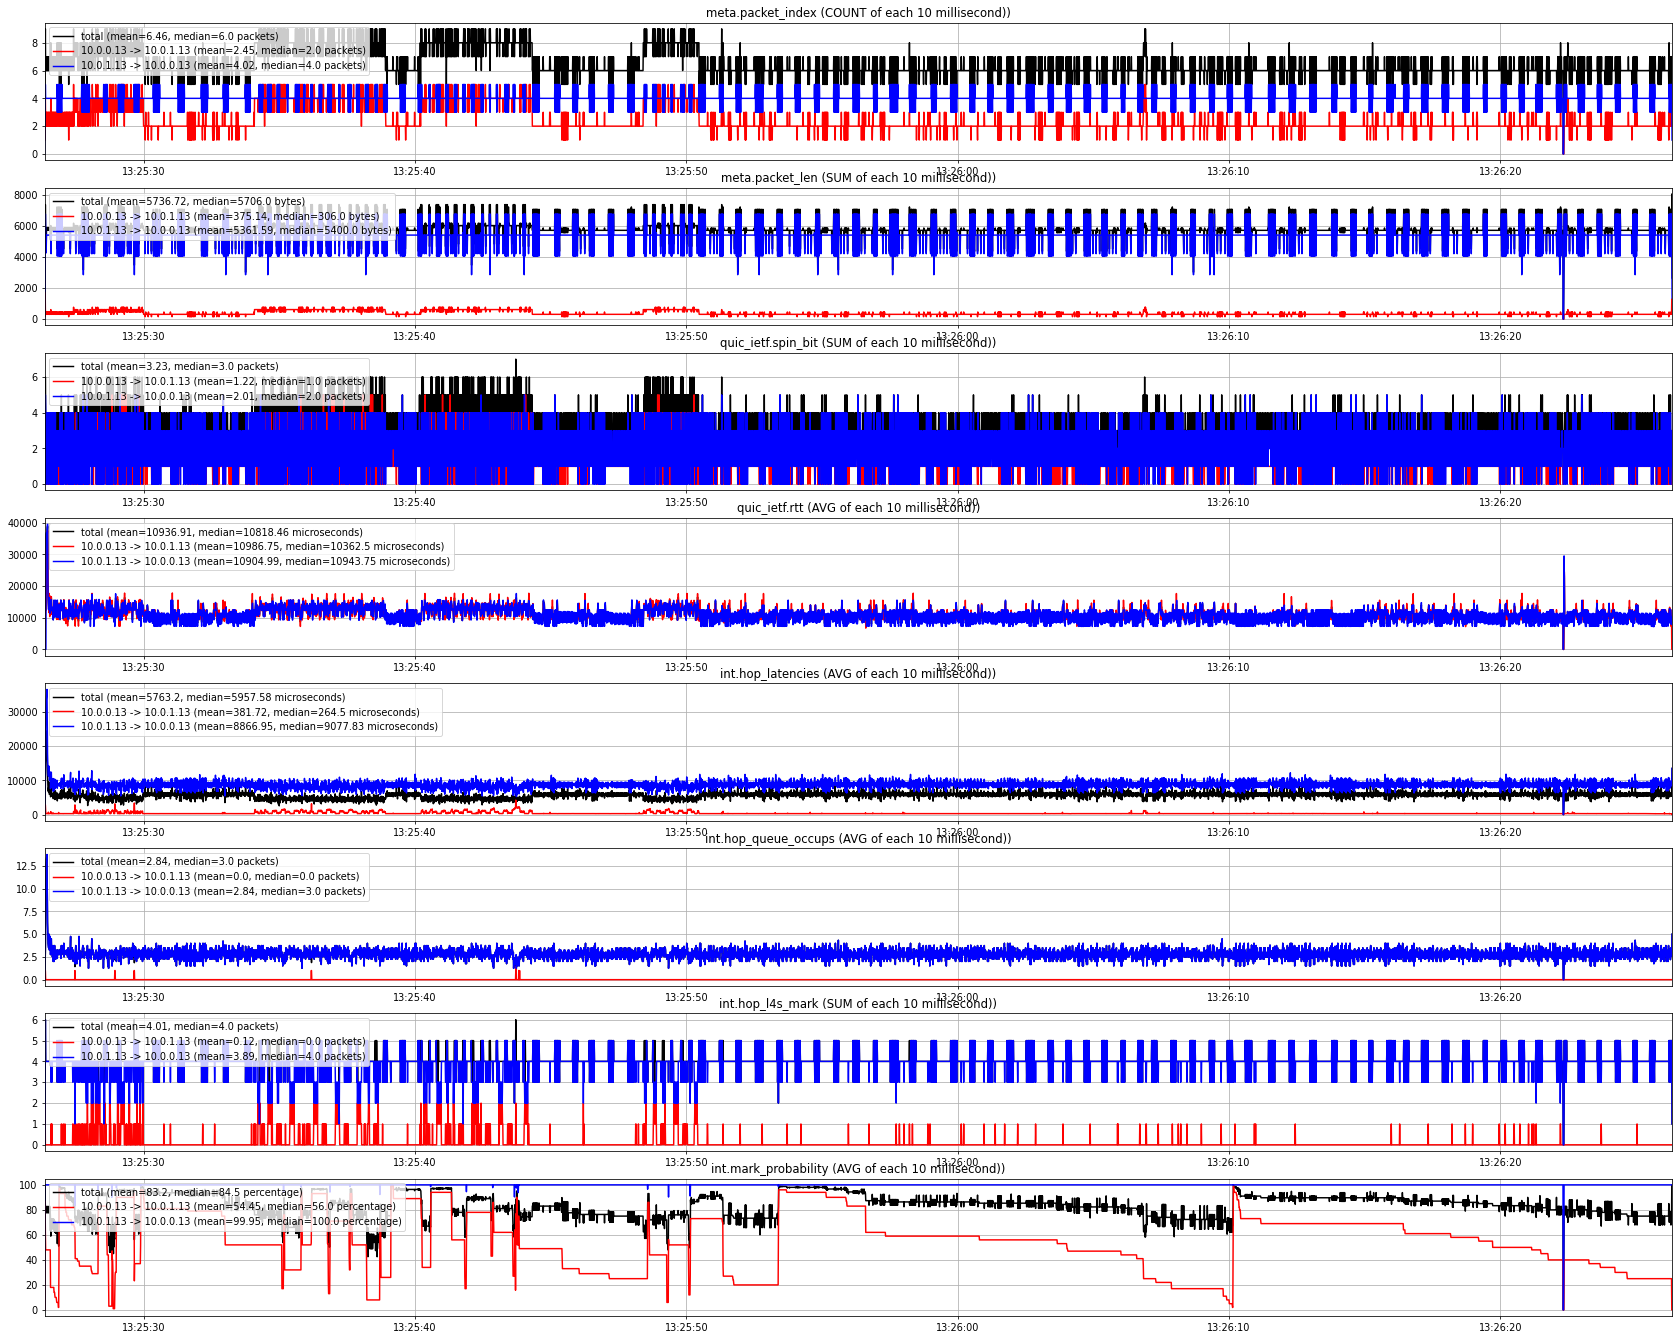 meta.packet_index (COUNT of each 10 millisecond))
total (mean=6.46, median=6.0 packets)
10.0.0.13 -> 10.0.1.13 (mean=2.45, median=2.0 packets)
10.0.1.13 -> 10.0.0.13 (mean=4.02, median=4.0 packets)
8
6
4
2
0
13:25:30 13:25:40 13:25:50 13:26:00 13:26:10 13:26:20
meta.packet_len (SUM of each 10 millisecond))
total (mean=5736.72, median=5706.0 bytes)
10.0.0.13 -> 10.0.1.13 (mean=375.14, median=306.0 bytes)
10.0.1.13 -> 10.0.0.13 (mean=5361.59, median=5400.0 bytes)
8000
6000
4000
2000
0
13:25:30 13:25:40 13:25:50 13:26:00 13:26:10 13:26:20
quic_ietf.spin_bit (SUM of each 10 millisecond))
total (mean=3.23, median=3.0 packets)
10.0.0.13 -> 10.0.1.13 (mean=1.22, median=1.0 packets)
10.0.1.13 -> 10.0.0.13 (mean=2.01, median=2.0 packets)
6
4
2
0
13:25:30 13:25:40 13:25:50 13:26:00 13:26:10 13:26:20
quic_ietf.rtt (AVG of each 10 millisecond))
total (mean=10936.91, median=10818.46 microseconds)
10.0.0.13 -> 10.0.1.13 (mean=10986.75, median=10362.5 microseconds)
10.0.1.13 -> 10.0.0.13 (mean=10904.99, median=10943.75 microseconds)
40000
30000
20000
10000
0
13:25:30 13:25:40 13:25:50 13:26:00 13:26:10 13:26:20
int.hop_latencies (AVG of each 10 millisecond))
total (mean=5763.2, median=5957.58 microseconds)
10.0.0.13 -> 10.0.1.13 (mean=381.72, median=264.5 microseconds)
10.0.1.13 -> 10.0.0.13 (mean=8866.95, median=9077.83 microseconds)
30000
20000
10000
0
13:25:30 13:25:40 13:25:50 13:26:00 13:26:10 13:26:20
int.hop_queue_occups (AVG of each 10 millisecond))
total (mean=2.84, median=3.0 packets)
10.0.0.13 -> 10.0.1.13 (mean=0.0, median=0.0 packets)
10.0.1.13 -> 10.0.0.13 (mean=2.84, median=3.0 packets)
12.5
10.0
7.5
5.0
2.5
0.0
13:25:30 13:25:40 13:25:50 13:26:00 13:26:10 13:26:20
int.hop_l4s_mark (SUM of each 10 millisecond))
total (mean=4.01, median=4.0 packets)
10.0.0.13 -> 10.0.1.13 (mean=0.12, median=0.0 packets)
10.0.1.13 -> 10.0.0.13 (mean=3.89, median=4.0 packets)
6
5
4
3
2
1
0
13:25:30 13:25:40 13:25:50 13:26:00 13:26:10 13:26:20
int.mark_probability (AVG of each 10 millisecond))
total (mean=83.2, median=84.5 percentage)
10.0.0.13 -> 10.0.1.13 (mean=54.45, median=56.0 percentage)
10.0.1.13 -> 10.0.0.13 (mean=99.95, median=100.0 percentage)
100
80
60
40
20
0
13:25:30 13:25:40 13:25:50 13:26:00 13:26:10 13:26:20